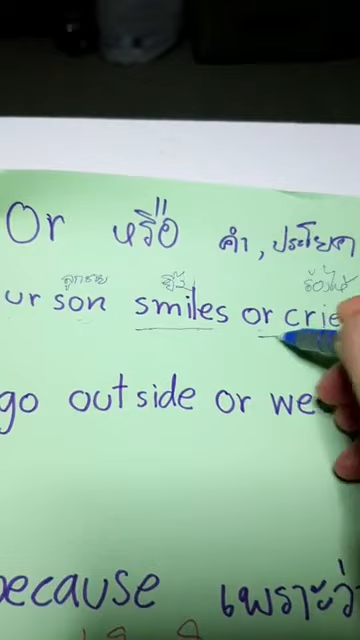 Or หรือ คำ, ประโยค
ลูกชาย ยิ้ม ร้องไห้
ur son smiles or crie
go outside or we
because เพราะว่า